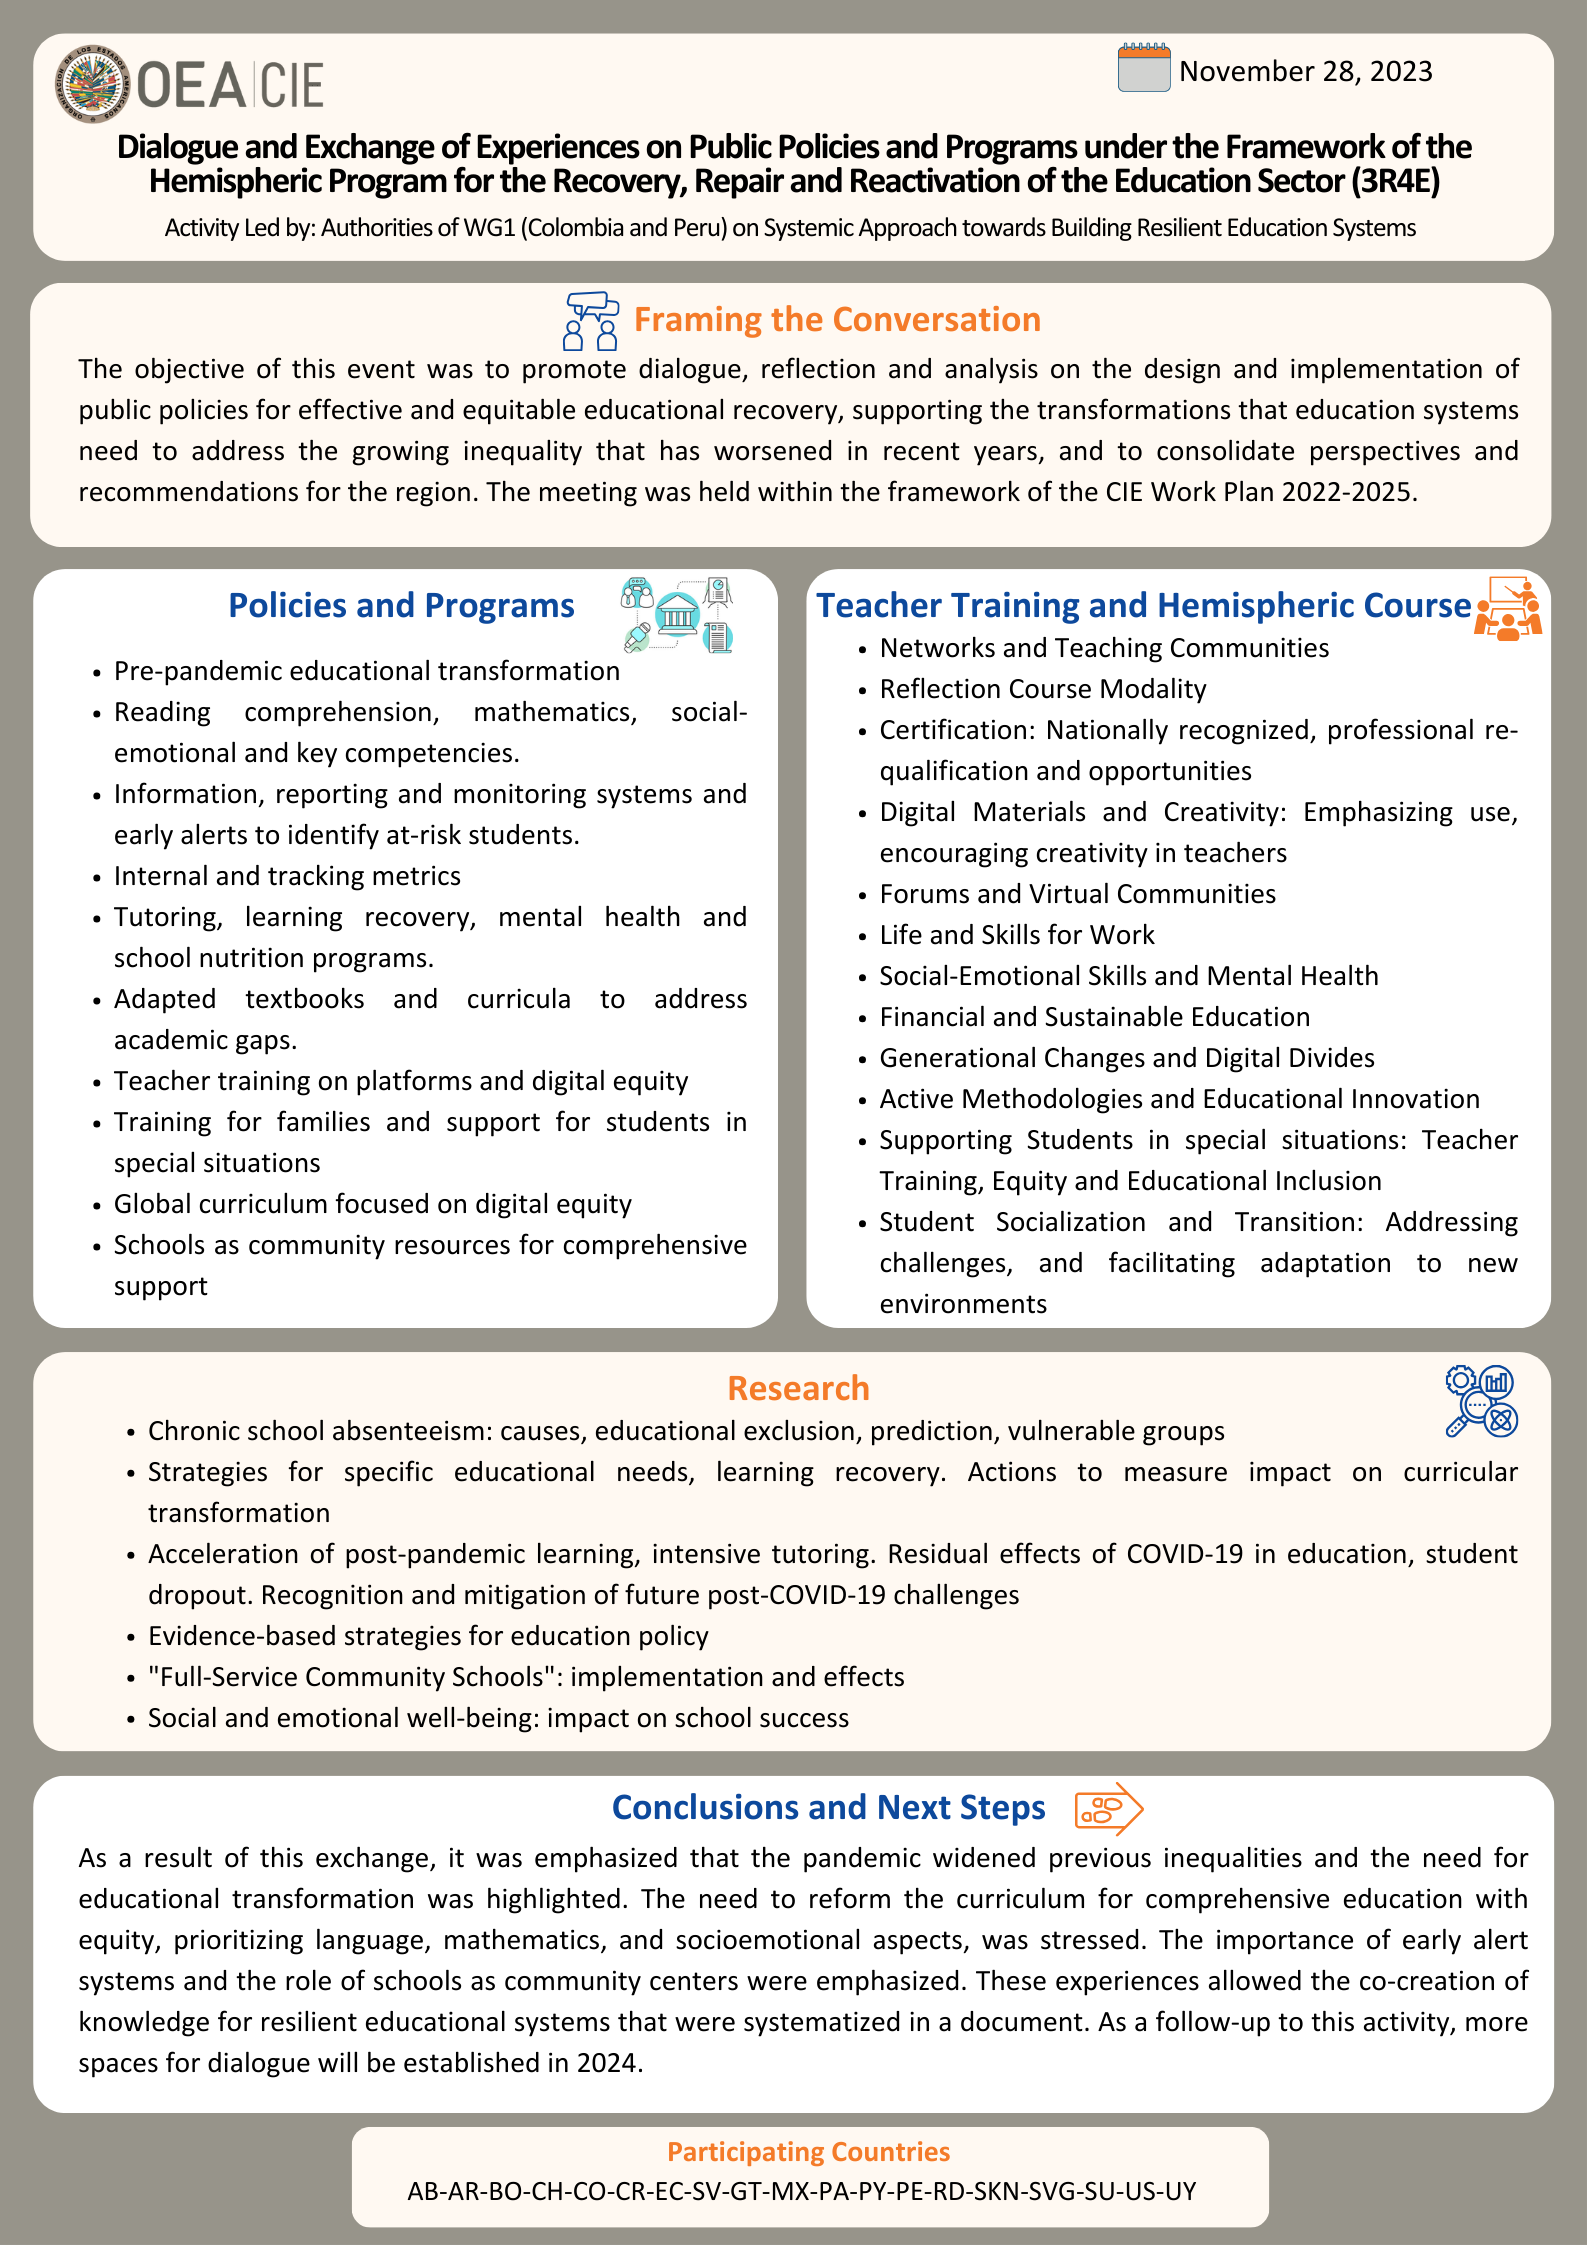 OEA|CIE
November 28, 2023
Dialogue and Exchange of Experiences on Public Policies and Programs under the Framework of the
Hemispheric Program for the Recovery, Repair and Reactivation of the Education Sector (3R4E)
Activity Led by: Authorities of WG1 (Colombia and Peru) on Systemic Approach towards Building Resilient Education Systems
Framing the Conversation
The objective of this event was to promote dialogue, reflection and analysis on the design and implementation of
public policies for effective and equitable educational recovery, supporting the transformations that education systems
need to address the growing inequality that has worsened in recent years, and to consolidate perspectives and
recommendations for the region. The meeting was held within the framework of the CIE Work Plan 2022-2025.
Policies and Programs
• Pre-pandemic educational transformation
• Reading comprehension, mathematics, social-
emotional and key competencies.
• Information, reporting and monitoring systems and
early alerts to identify at-risk students.
• Internal and tracking metrics
• Tutoring, learning recovery, mental health and
school nutrition programs.
• Adapted textbooks and curricula to address
academic gaps.
• Teacher training on platforms and digital equity
• Training for families and support for students in
special situations
• Global curriculum focused on digital equity
• Schools as community resources for comprehensive
support
Teacher Training and Hemispheric Course
• Networks and Teaching Communities
• Reflection Course Modality
• Certification: Nationally recognized, professional re-
qualification and opportunities
• Digital Materials and Creativity: Emphasizing use,
encouraging creativity in teachers
• Forums and Virtual Communities
• Life and Skills for Work
• Social-Emotional Skills and Mental Health
• Financial and Sustainable Education
• Generational Changes and Digital Divides
• Active Methodologies and Educational Innovation
• Supporting Students in special situations: Teacher
Training, Equity and Educational Inclusion
• Student Socialization and Transition: Addressing
challenges, and facilitating adaptation to new
environments
Research
• Chronic school absenteeism: causes, educational exclusion, prediction, vulnerable groups
• Strategies for specific educational needs, learning recovery. Actions to measure impact on curricular
transformation
• Acceleration of post-pandemic learning, intensive tutoring. Residual effects of COVID-19 in education, student
dropout. Recognition and mitigation of future post-COVID-19 challenges
• Evidence-based strategies for education policy
• "Full-Service Community Schools": implementation and effects
• Social and emotional well-being: impact on school success
Conclusions and Next Steps
As a result of this exchange, it was emphasized that the pandemic widened previous inequalities and the need for
educational transformation was highlighted. The need to reform the curriculum for comprehensive education with
equity, prioritizing language, mathematics, and socioemotional aspects, was stressed. The importance of early alert
systems and the role of schools as community centers were emphasized. These experiences allowed the co-creation of
knowledge for resilient educational systems that were systematized in a document. As a follow-up to this activity, more
spaces for dialogue will be established in 2024.
Participating Countries
AB-AR-BO-CH-CO-CR-EC-SV-GT-MX-PA-PY-PE-RD-SKN-SVG-SU-US-UY